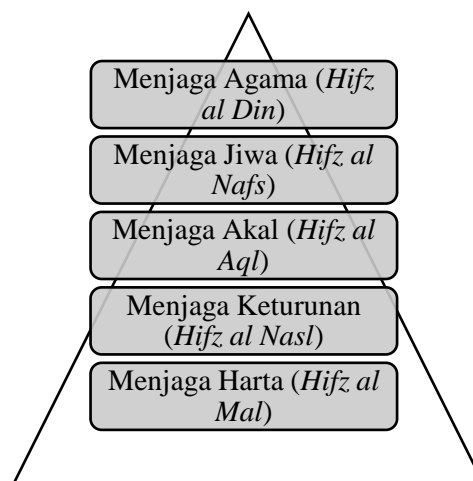 Menjaga Agama (Hifz
al Din)
Menjaga Jiwa (Hifz al
Nafs)
Menjaga Akal (Hifz al
Aql)
Menjaga Keturunan
(Hifz al Nasl)
Menjaga Harta (Hifz al
Mal)